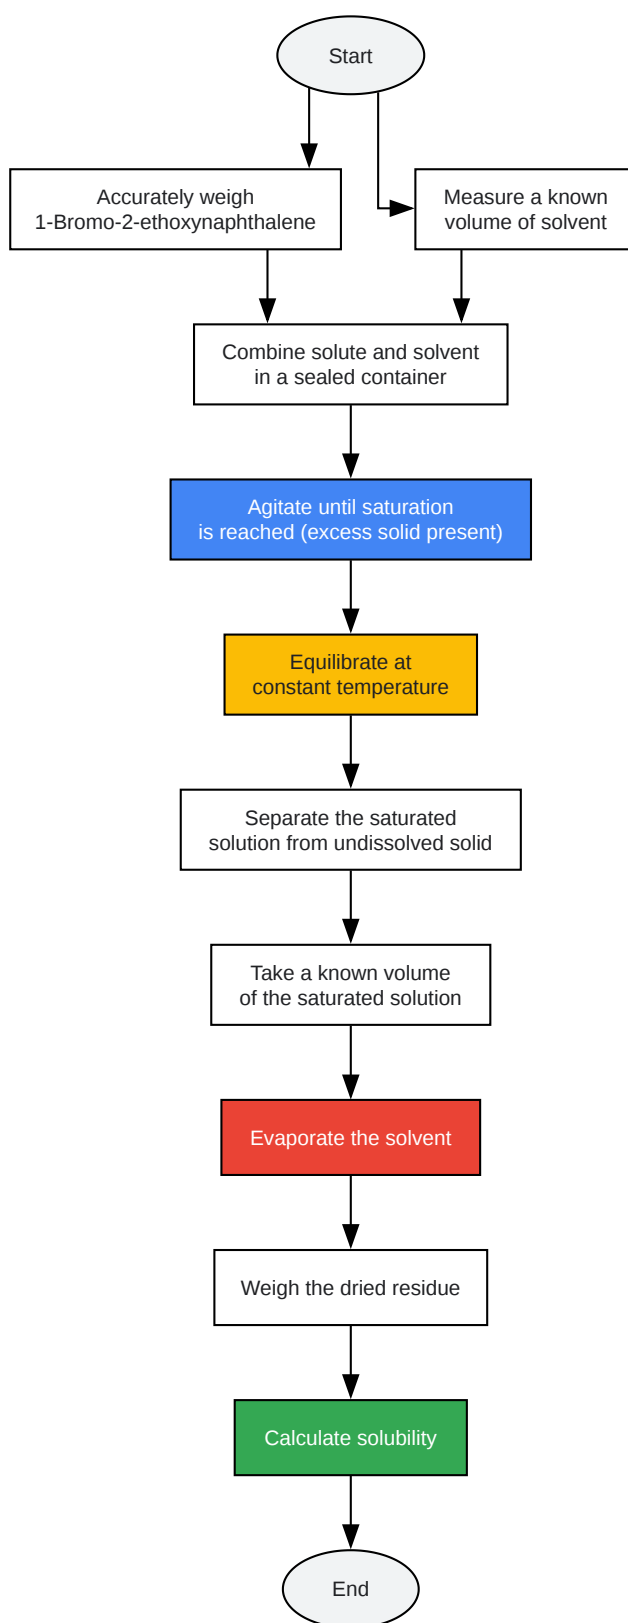 Start
Accurately weigh
1-Bromo-2-ethoxynaphthalene
Measure a known
volume of solvent
Combine solute and solvent
in a sealed container
Agitate until saturation
is reached (excess solid present)
Equilibrate at
constant temperature
Separate the saturated
solution from undissolved solid
Take a known volume
of the saturated solution
Evaporate the solvent
Weigh the dried residue
Calculate solubility
End